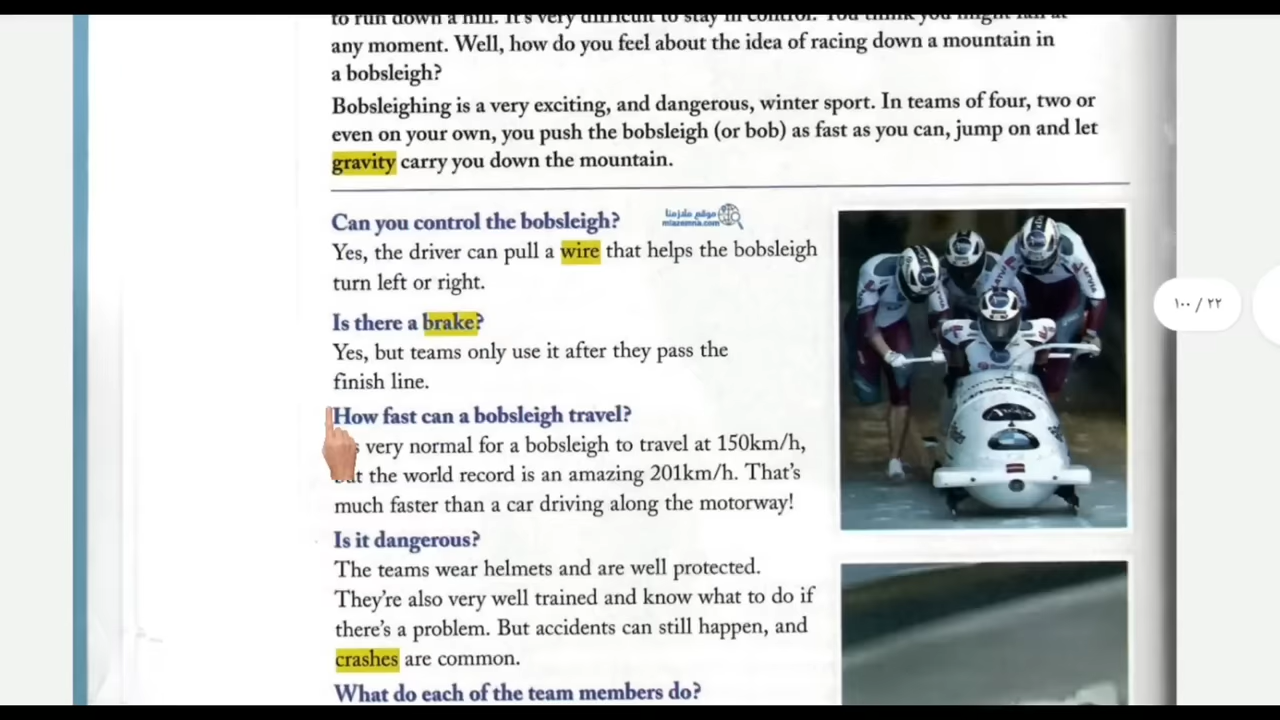 to run down a hill. It's very difficult to stay in control. You think you might fall at
any moment. Well, how do you feel about the idea of racing down a mountain in
a bobsleigh?
Bobsleighing is a very exciting, and dangerous, winter sport. In teams of four, two or
even on your own, you push the bobsleigh (or bob) as fast as you can, jump on and let
gravity carry you down the mountain.
Can you control the bobsleigh?
موقع ملازمنا
mlazemna.com
Yes, the driver can pull a wire that helps the bobsleigh
turn left or right.
Is there a brake?
Yes, but teams only use it after they pass the
finish line.
How fast can a bobsleigh travel?
very normal for a bobsleigh to travel at 150km/h,
but the world record is an amazing 201km/h. That's
much faster than a car driving along the motorway!
Is it dangerous?
The teams wear helmets and are well protected.
They're also very well trained and know what to do if
there's a problem. But accidents can still happen, and
crashes are common.
What do each of the team members do?
١٠٠ / ٢٢